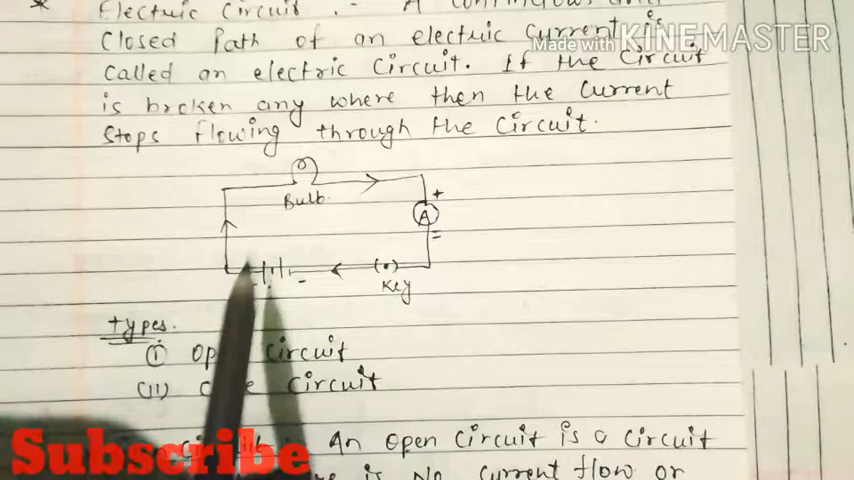 * Electric Circuit :- A continuous and
closed Path of an electric current is
called an electric Circuit. If the Circuit
is broken any where then the Current
stops flowing through the Circuit.
Made with KINEMASTER
Bulb
+
A
=
-
Key
Types.
(i) Circuit
(ii) Circuit
An Open Circuit is a Circuit
is No current flow or
Subscribe